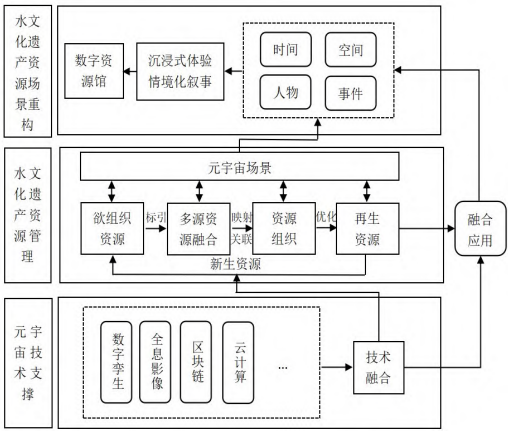 水文
化遗
产资
源场
景重
构
数字资
源馆
沉浸式体验
情境化叙事
时间
空间
人物
事件
水文
化遗
产资
源管
理
元宇宙场景
欲组织
资源
标引
多源资
源融合
映射
关联
资源
组织
优化
再生
资源
新生资源
融合
应用
元宇
宙技
术支
撑
数字孪生
全息影像
区块链
云计算
...
技术
融合